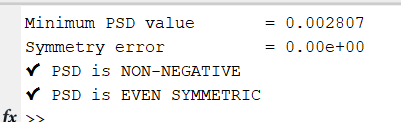 Minimum PSD value       = 0.002807
Symmetry error          = 0.00e+00
✔ PSD is NON-NEGATIVE
✔ PSD is EVEN SYMMETRIC
fx >>